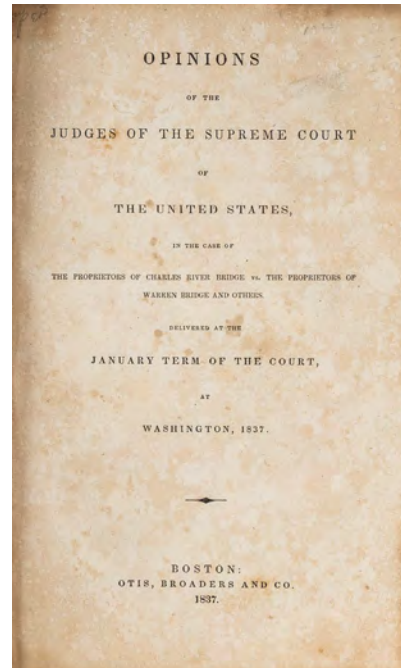 OPINIONS
OF THE
JUDGES OF THE SUPREME COURT
OF
THE UNITED STATES,
IN THE CASE OF
THE PROPRIETORS OF CHARLES RIVER BRIDGE vs. THE PROPRIETORS OF
WARREN BRIDGE AND OTHERS.
DELIVERED AT THE
JANUARY TERM OF THE COURT,
AT
WASHINGTON, 1837.
BOSTON:
OTIS, BROADERS AND CO.
1837.